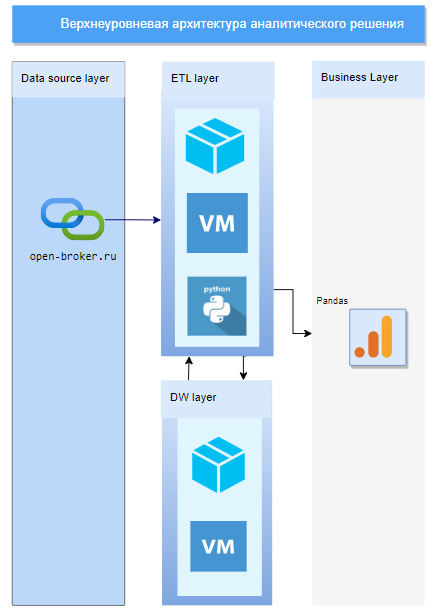 Верхнеуровневая архитектура аналитического решения
Data source layer
ETL layer
Business Layer
VM
open-broker.ru
python
Pandas
DW layer
VM